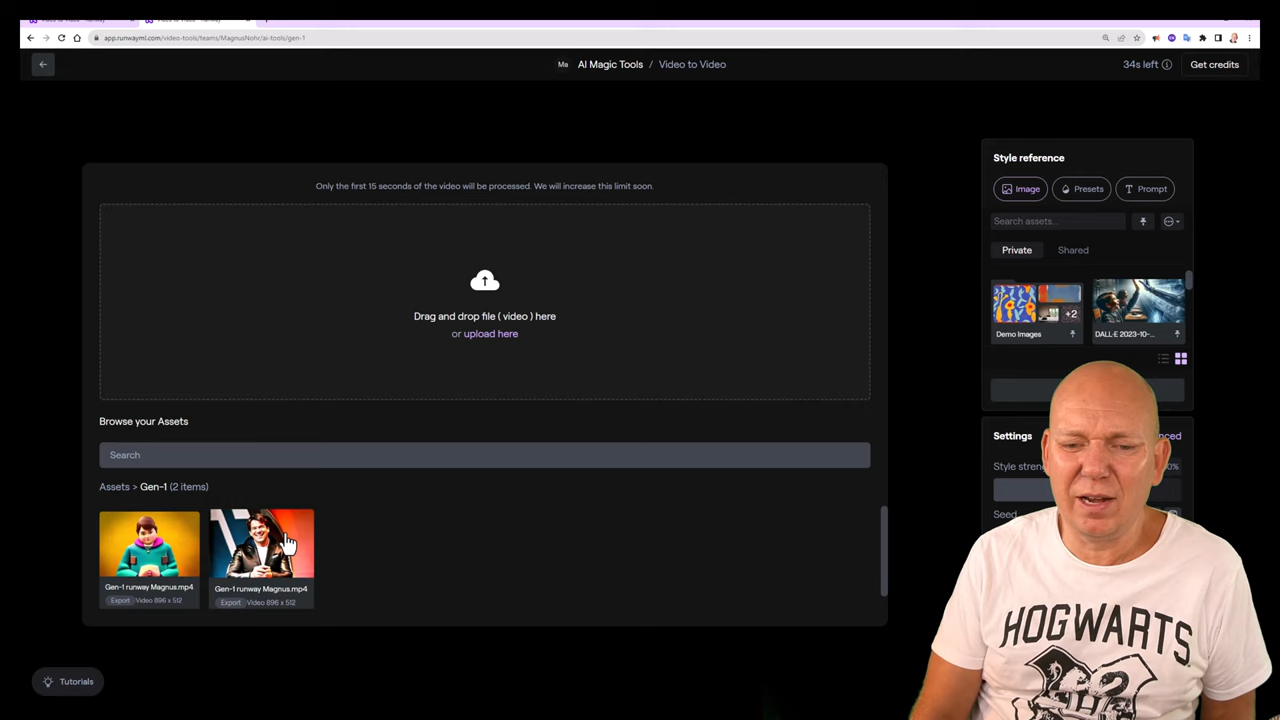 app.runwayml.com/video-tools/teams/MagnusNohr/ai-tools/gen-1
Ma AI Magic Tools / Video to Video
34s left
Get credits
Only the first 15 seconds of the video will be processed. We will increase this limit soon.
Drag and drop file ( video ) here
or upload here
Browse your Assets
Search
Assets > Gen-1 (2 items)
Gen-1 runway Magnus.mp4
Export Video 896 x 512
Gen-1 runway Magnus.mp4
Export Video 896 x 512
Tutorials
Style reference
Image
Presets
Prompt
Search assets...
Private
Shared
+2
Demo Images
DALL·E 2023-10-...
Settings
Seed
HOGWARTS